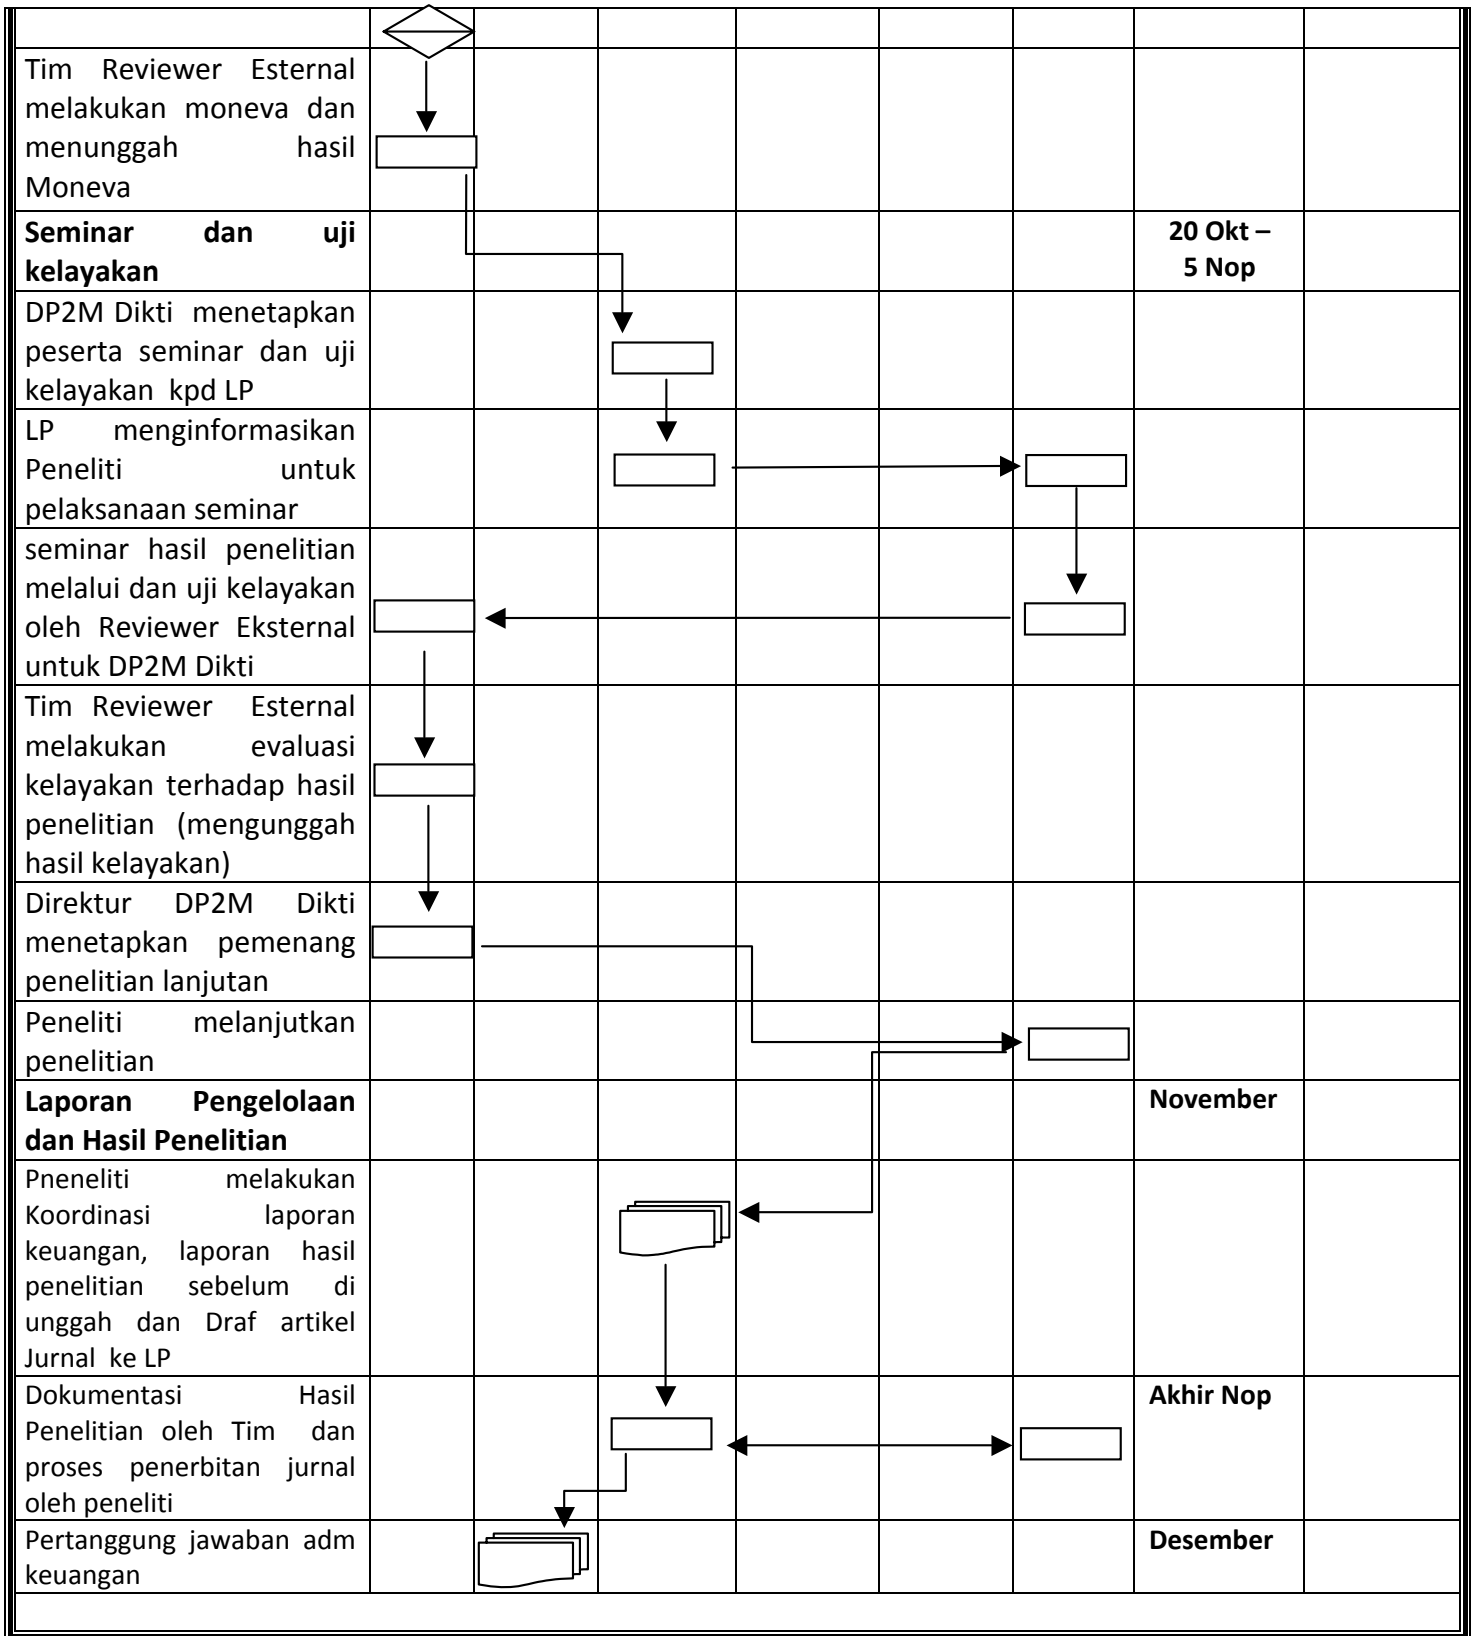 Tim Reviewer Esternal
melakukan moneva dan
menunggah hasil
Moneva
Seminar dan uji
kelayakan
20 Okt –
5 Nop
DP2M Dikti menetapkan
peserta seminar dan uji
kelayakan kpd LP
LP menginformasikan
Peneliti untuk
pelaksanaan seminar
seminar hasil penelitian
melalui dan uji kelayakan
oleh Reviewer Eksternal
untuk DP2M Dikti
Tim Reviewer Esternal
melakukan evaluasi
kelayakan terhadap hasil
penelitian (mengunggah
hasil kelayakan)
Direktur DP2M Dikti
menetapkan pemenang
penelitian lanjutan
Peneliti melanjutkan
penelitian
Laporan Pengelolaan
dan Hasil Penelitian
November
Pneneliti melakukan
Koordinasi laporan
keuangan, laporan hasil
penelitian sebelum di
unggah dan Draf artikel
Jurnal ke LP
Dokumentasi Hasil
Penelitian oleh Tim dan
proses penerbitan jurnal
oleh peneliti
Akhir Nop
Pertanggung jawaban adm
keuangan
Desember